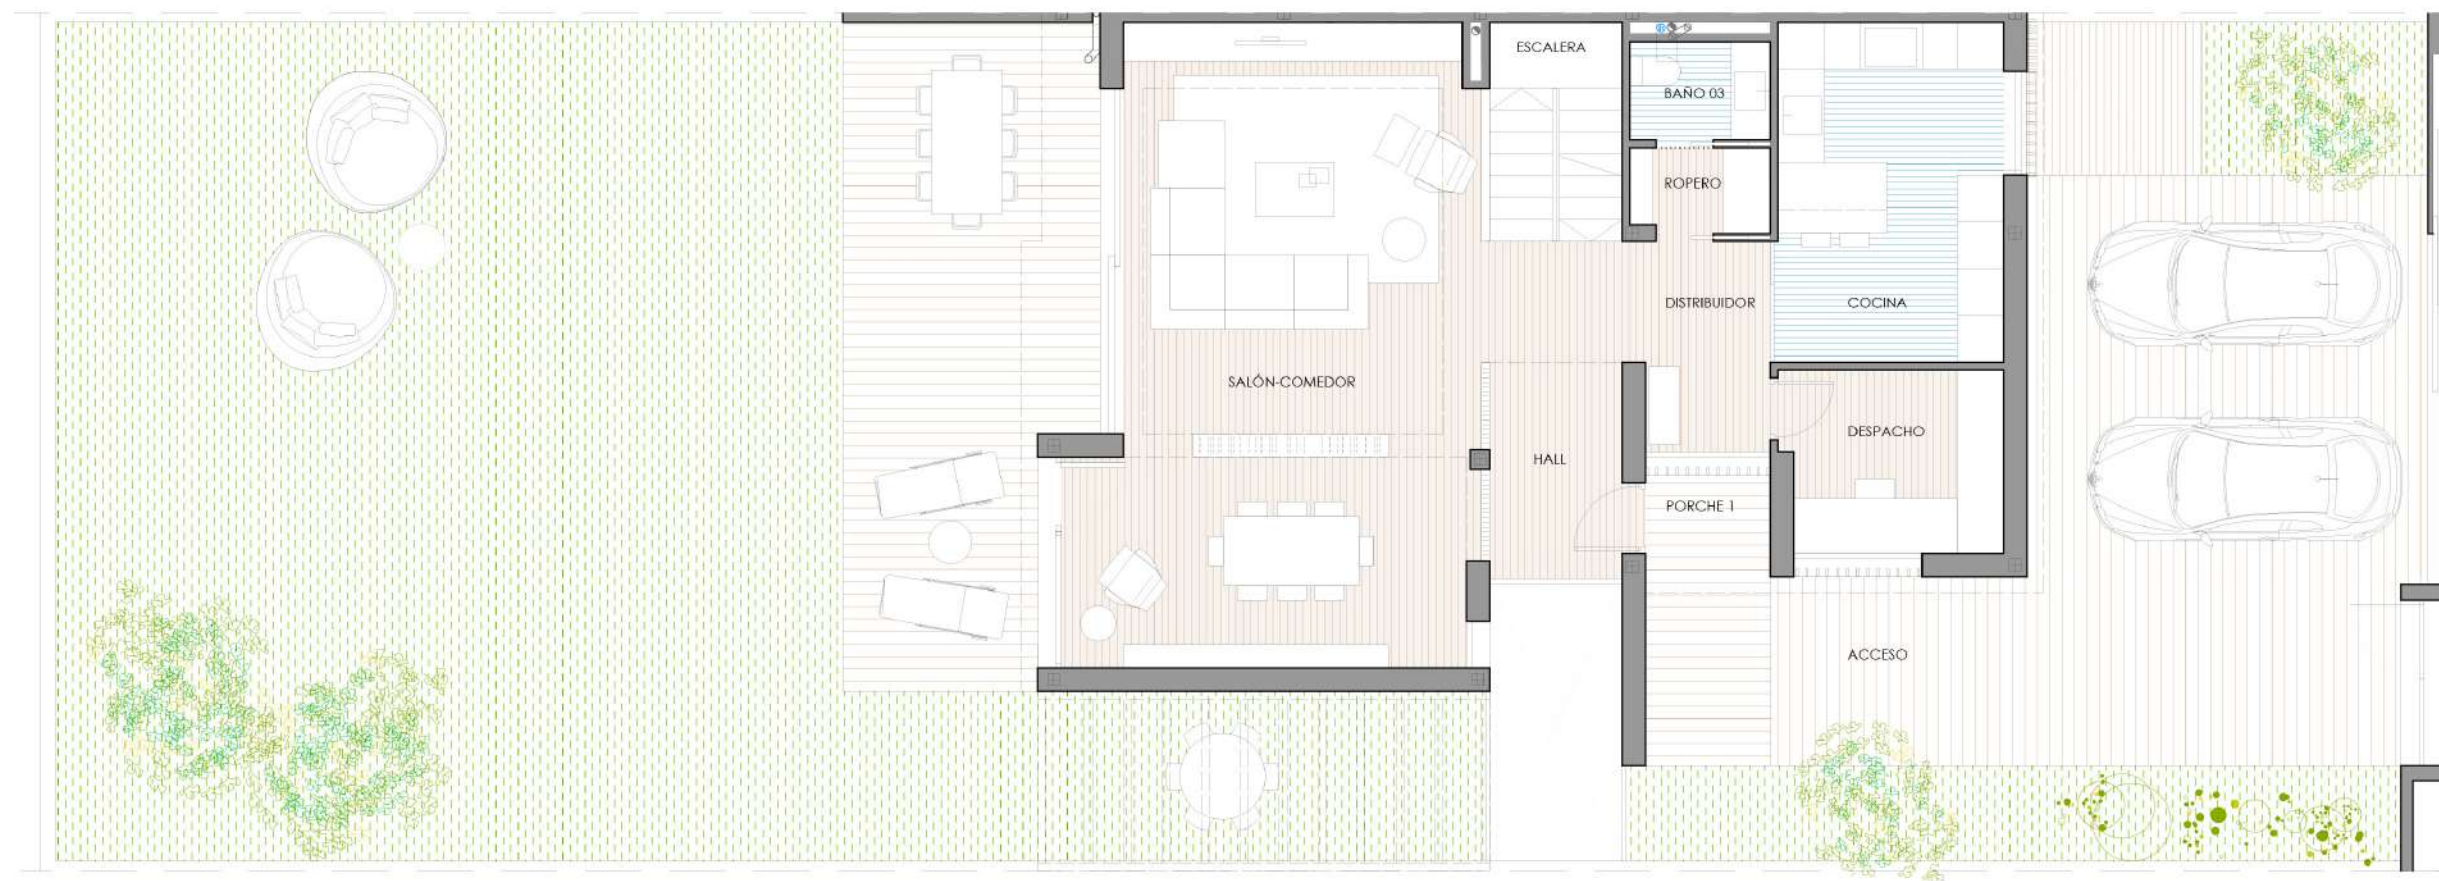 ESCALERA
BAÑO 03
ROPERO
DISTRIBUIDOR
COCINA
SALÓN-COMEDOR
DESPACHO
HALL
PORCHE 1
ACCESO